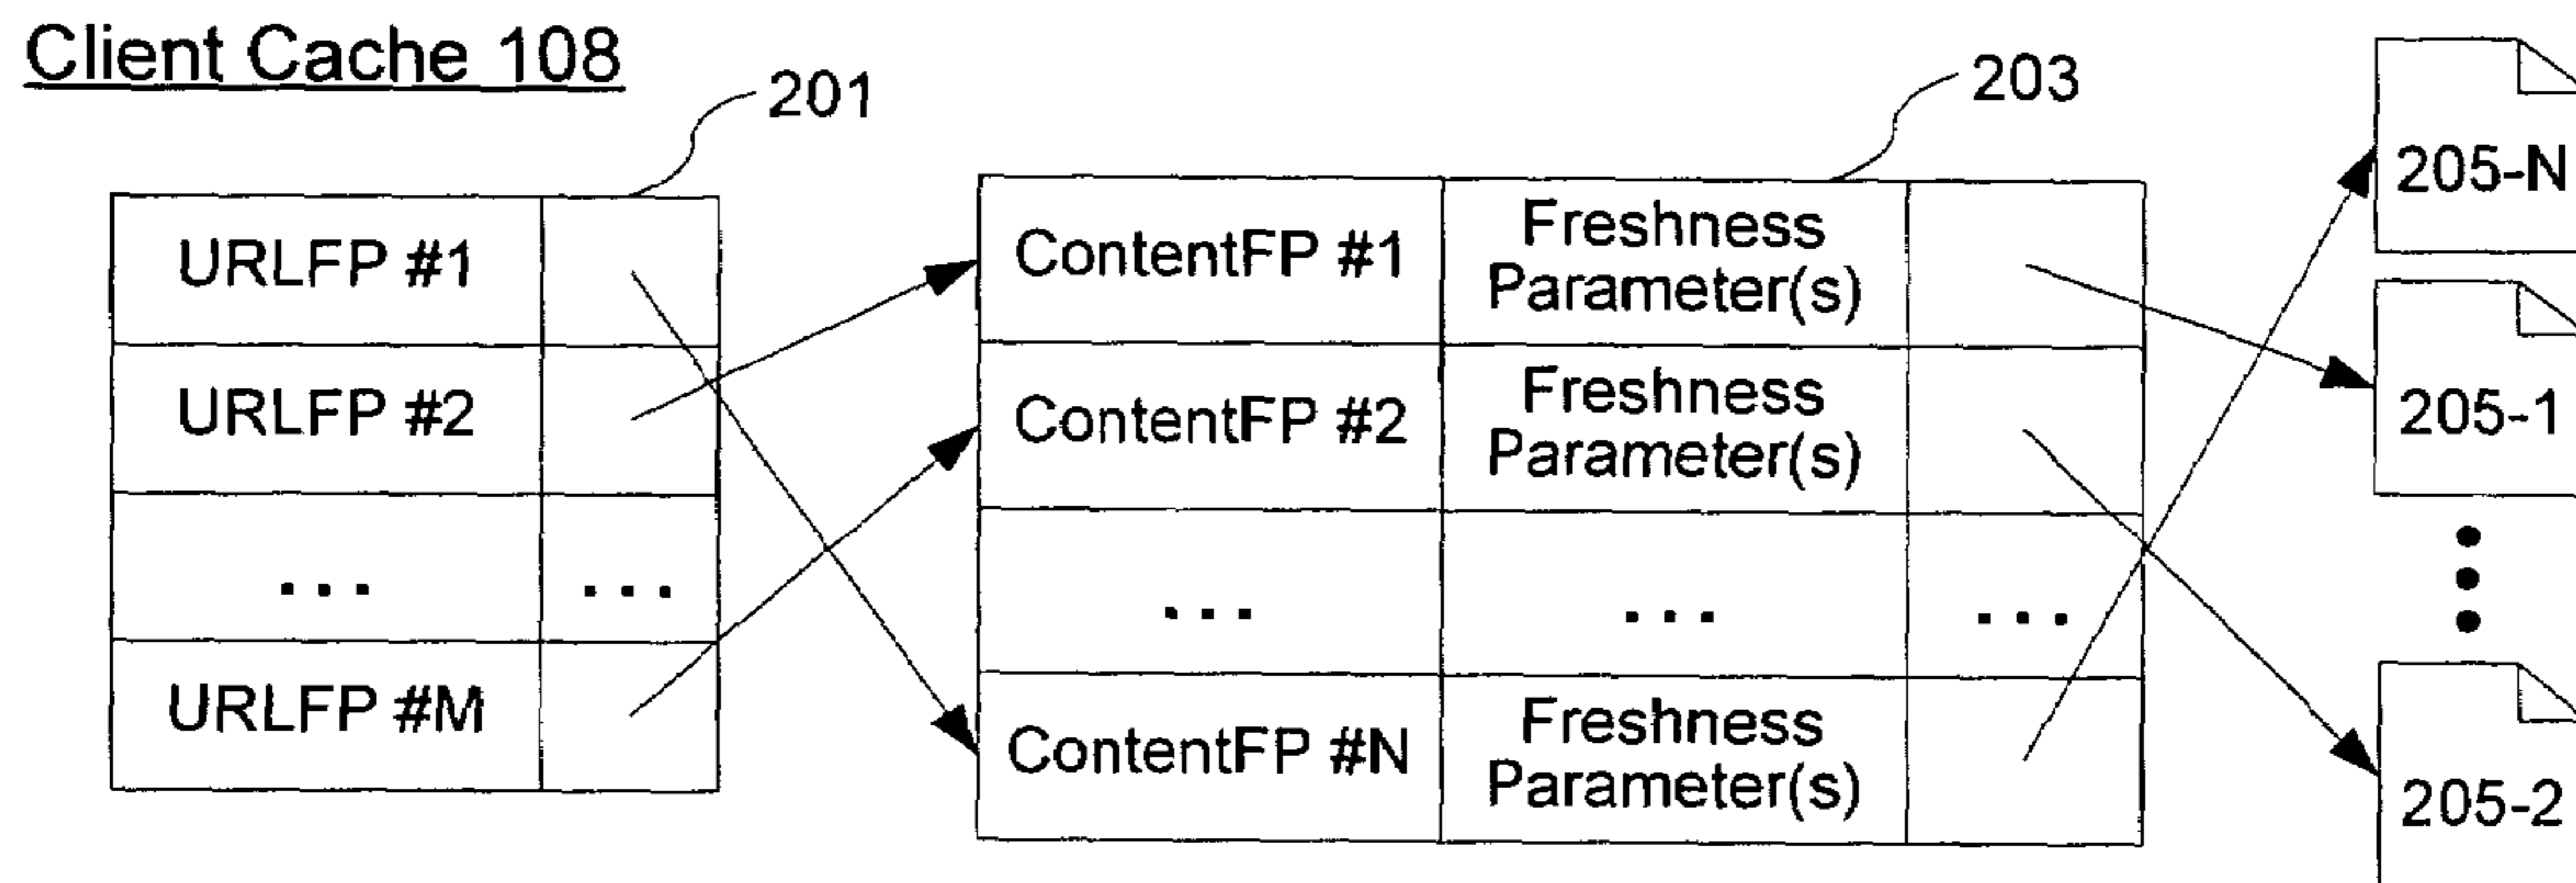 Client Cache 108
201
203
URLFP #1
URLFP #2
... ...
URLFP #M
ContentFP #1
Freshness
Parameter(s)
ContentFP #2
Freshness
Parameter(s)
... ... ...
ContentFP #N
Freshness
Parameter(s)
205-N
205-1
205-2